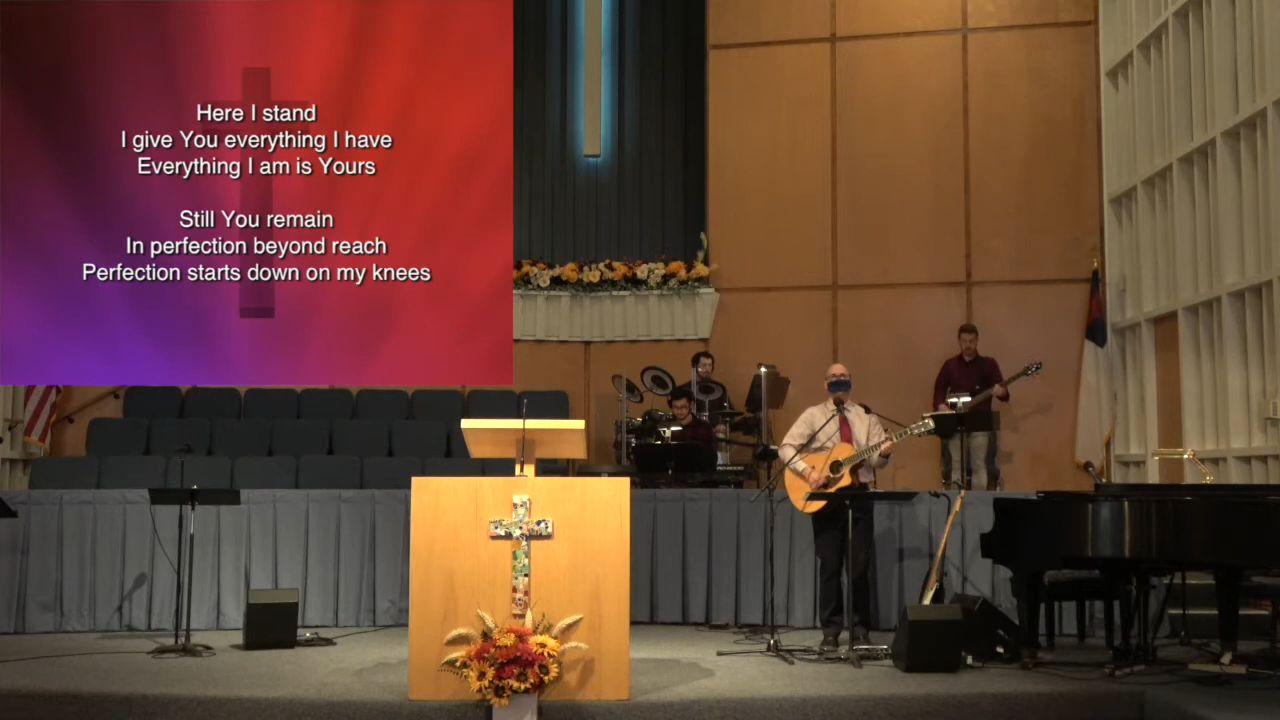 Here I stand
I give You everything I have
Everything I am is Yours
Still You remain
In perfection beyond reach
Perfection starts down on my knees